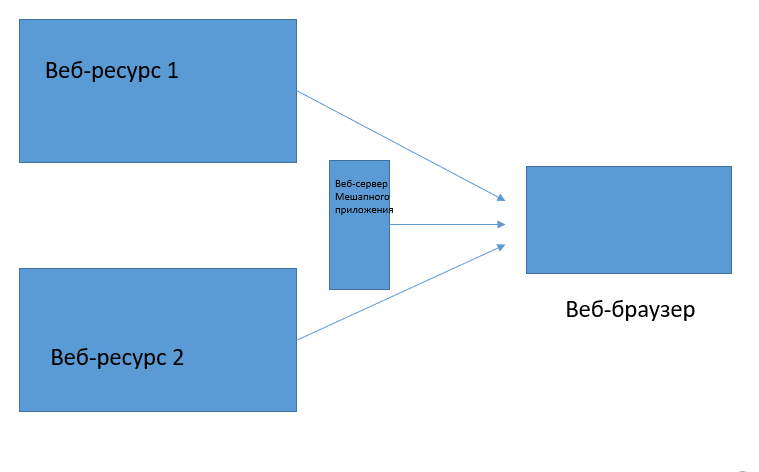 Веб-ресурс 1
Веб-сервер
Мешапного
приложения
Веб-браузер
Веб-ресурс 2